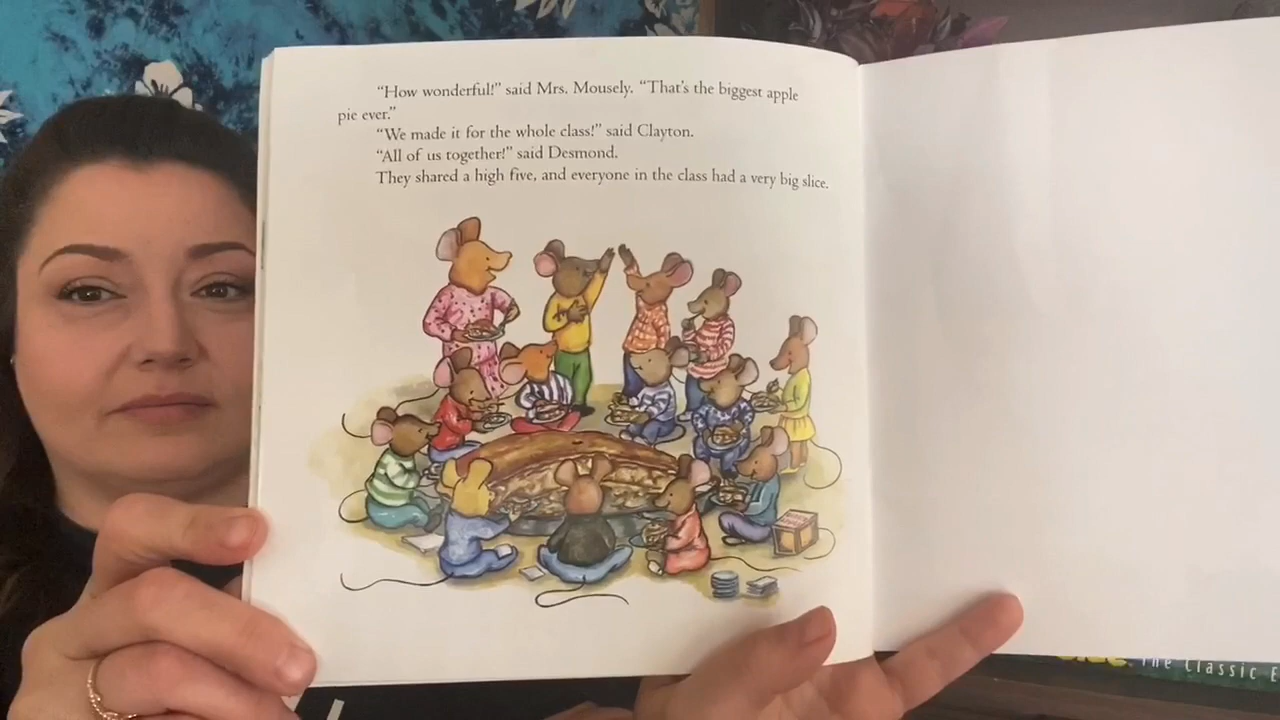 "How wonderful!" said Mrs. Mousely. "That's the biggest apple
pie ever."
"We made it for the whole class!" said Clayton.
"All of us together!" said Desmond.
They shared a high five, and everyone in the class had a very big slice.
The Classic